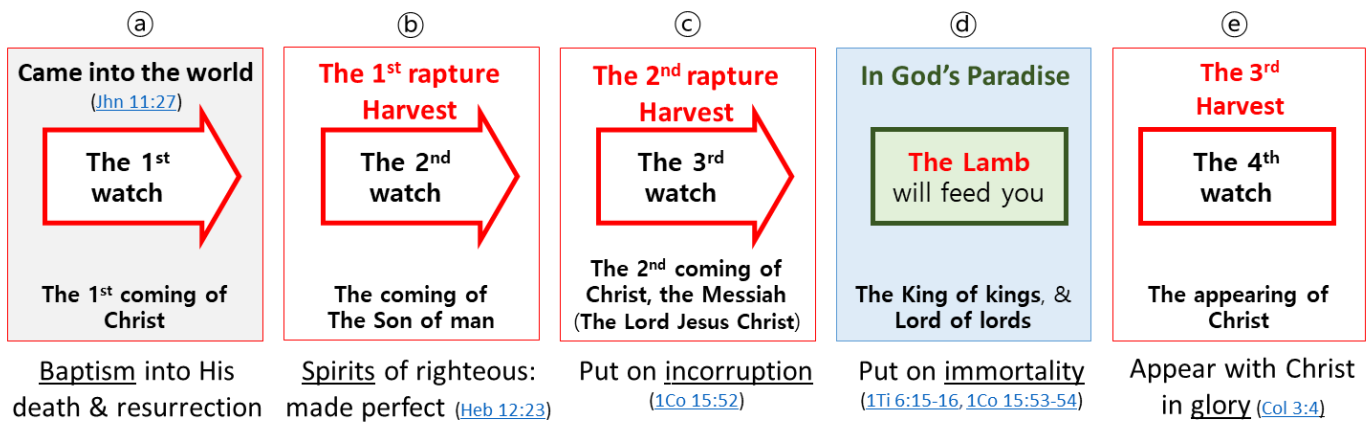 ⓐ
Came into the world
(Jhn 11:27)
The 1st
watch
The 1st coming of
Christ
Baptism into His
death & resurrection
ⓑ
The 1st rapture
Harvest
The 2nd
watch
The coming of
The Son of man
Spirits of righteous:
made perfect (Heb 12:23)
ⓒ
The 2nd rapture
Harvest
The 3rd
watch
The 2nd coming of
Christ, the Messiah
(The Lord Jesus Christ)
Put on incorruption
(1Co 15:52)
ⓓ
In God's Paradise
The Lamb
will feed you
The King of kings, &
Lord of lords
Put on immortality
(1Ti 6:15-16, 1Co 15:53-54)
ⓔ
The 3rd
Harvest
The 4th
watch
The appearing of
Christ
Appear with Christ
in glory (Col 3:4)